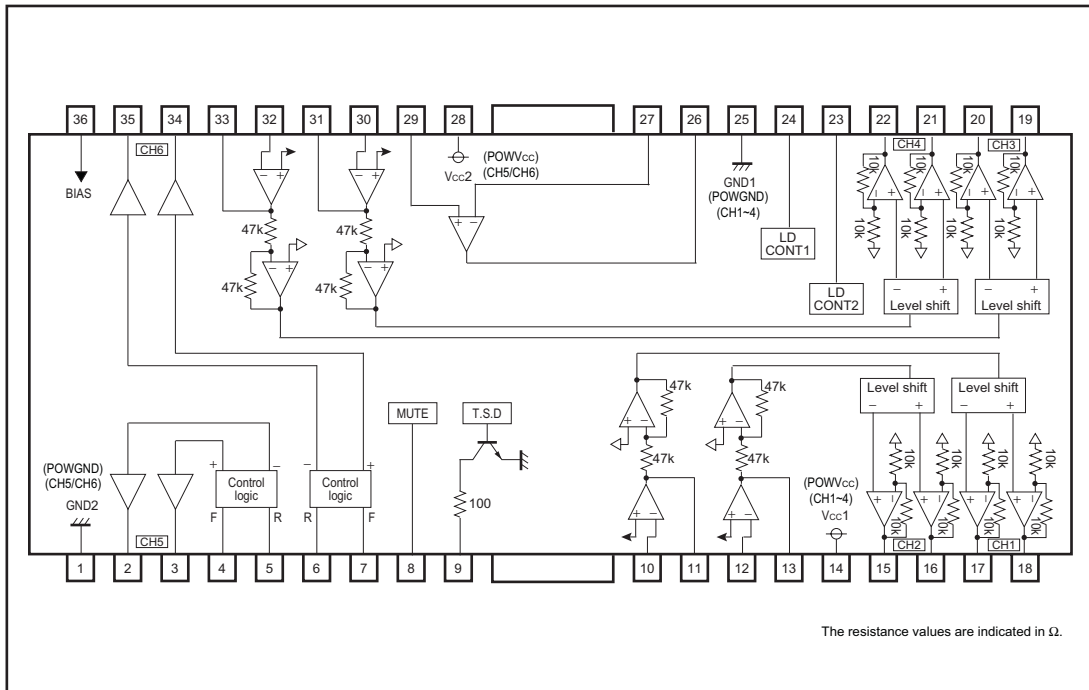 36 35 34 33 32 31 30 29 28 27 26 25 24 23 22 21 20 19
CH6
CH4
CH3
BIAS
(POWVCC)
(CH5/CH6)
VCC2
GND1
(POWGND)
(CH1~4)
10k 10k 10k 10k
10k 10k 10k 10k
47k 47k
47k 47k
LD
CONT1
LD
CONT2
− + − +
− + − +
+ −
− +
Level shift
− +
Level shift
MUTE
T.S.D
47k 47k
47k 47k
+ − + −
Level shift
− +
Level shift
− +
(POWGND)
(CH5/CH6)
GND2
+ −
Control
logic
F R
− +
Control
logic
R F
100
(POWVCC)
(CH1~4)
VCC1
10k 10k 10k 10k
+ − + − + − + −
10k 10k 10k 10k
CH5
CH2
CH1
1 2 3 4 5 6 7 8 9 10 11 12 13 14 15 16 17 18
The resistance values are indicated in Ω.